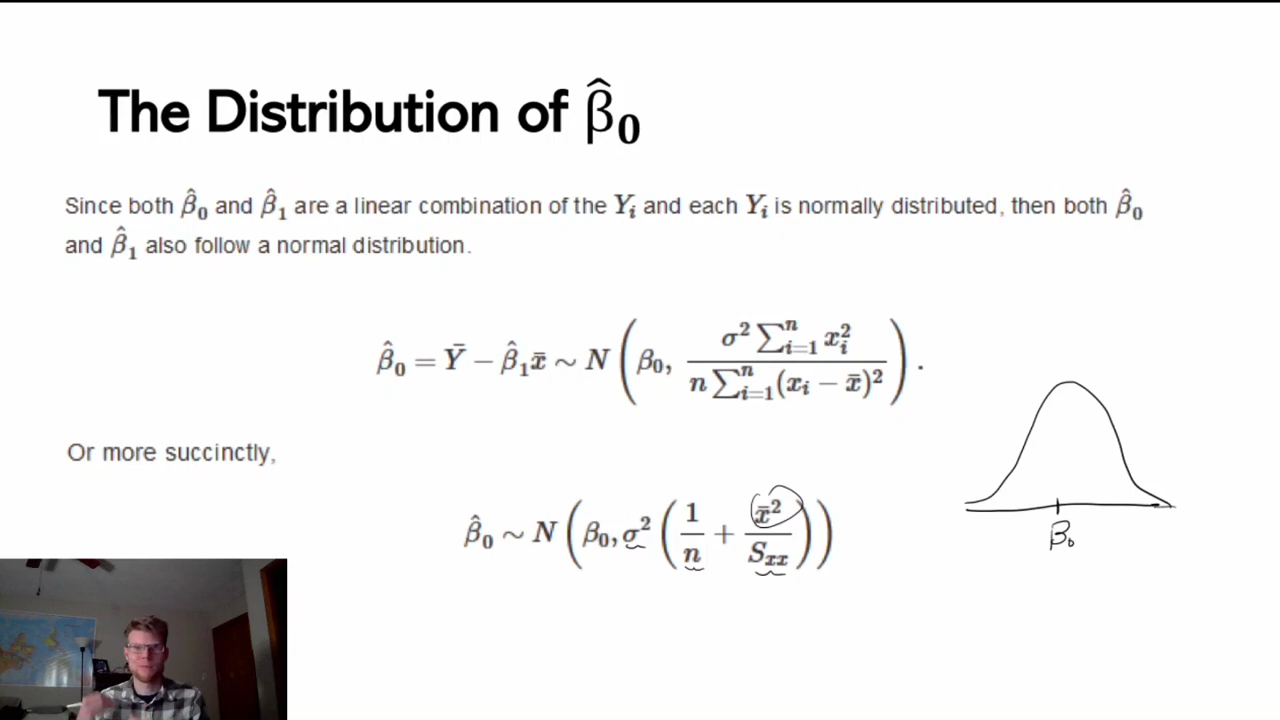 The Distribution of β̂₀
Since both β̂₀ and β̂₁ are a linear combination of the Yᵢ and each Yᵢ is normally distributed, then both β̂₀
and β̂₁ also follow a normal distribution.
β̂₀ = Ȳ − β̂₁x̄ ∼ N(β₀, σ² ∑ⁿᵢ₌₁ xᵢ² / n ∑ⁿᵢ₌₁ (xᵢ − x̄)²).
Or more succinctly,
β̂₀ ∼ N(β₀, σ²(1/n + x̄²/Sₓₓ))
β₀